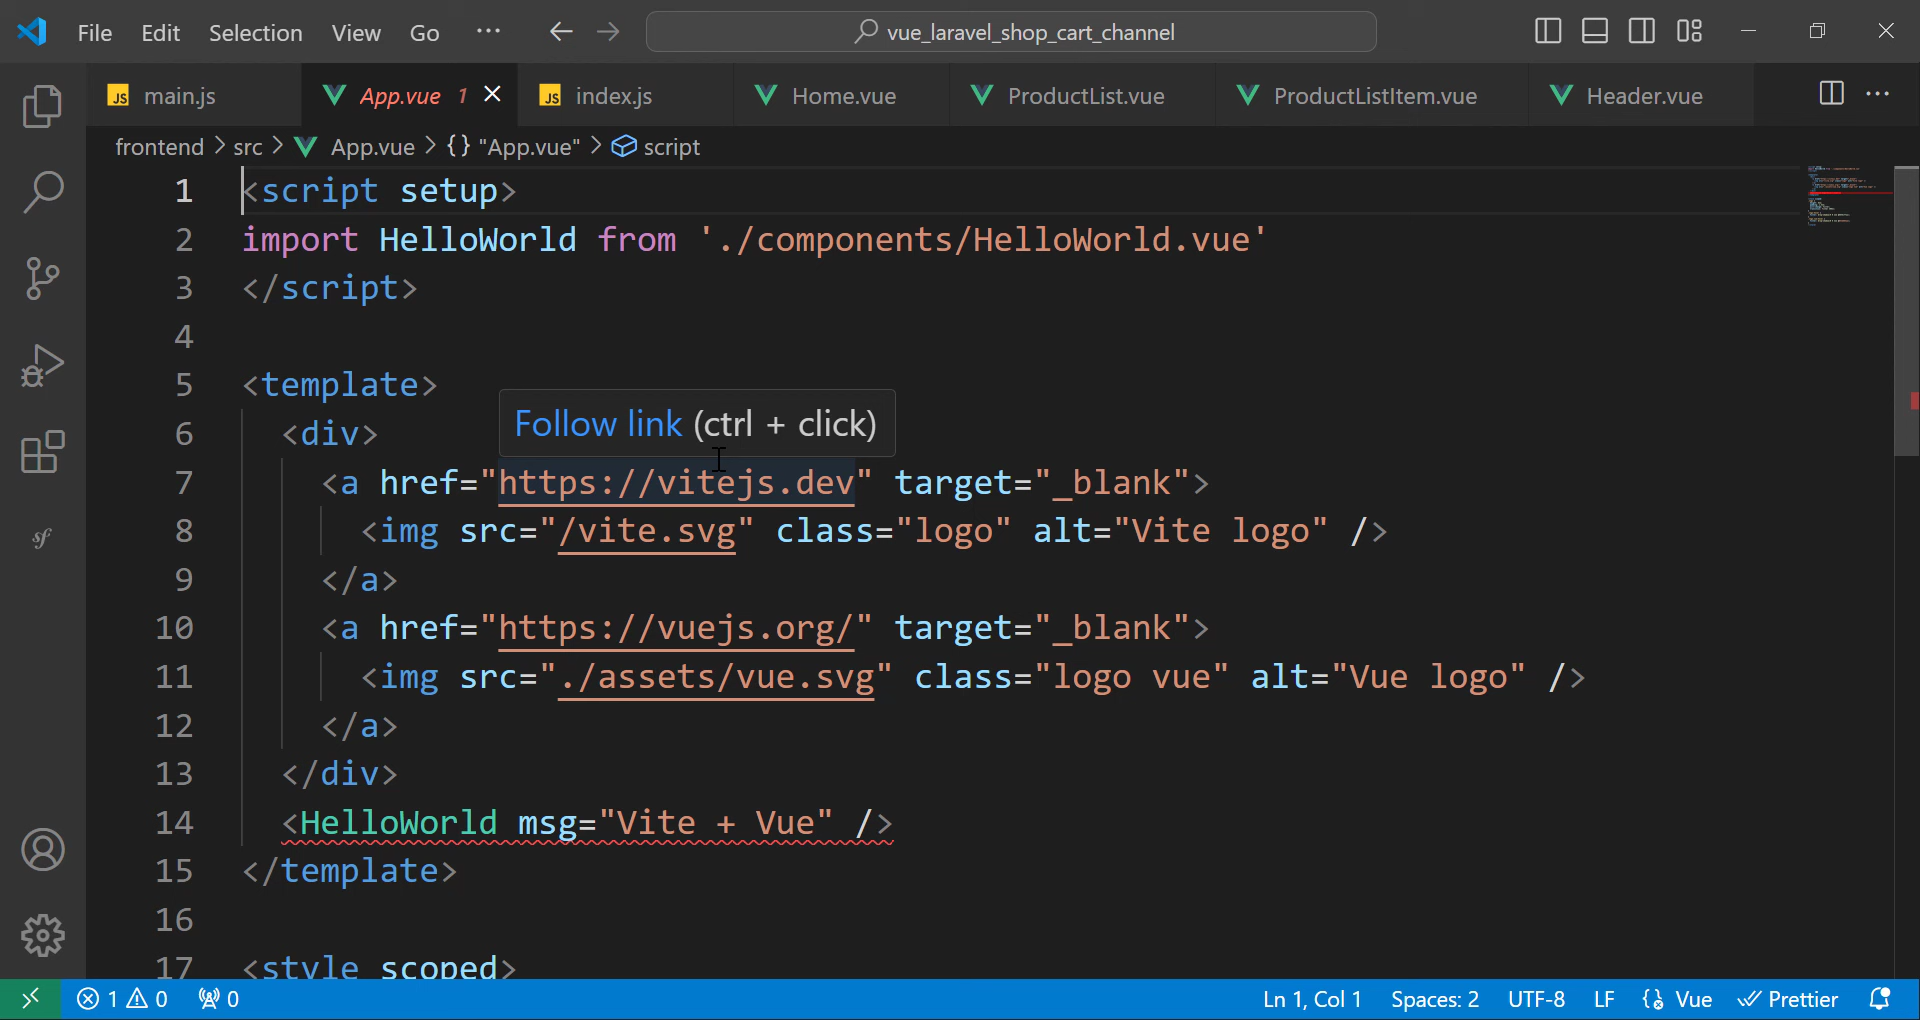 File Edit Selection View Go ··· vue_laravel_shop_cart_channel
JS main.js App.vue 1 JS index.js Home.vue ProductList.vue ProductListItem.vue Header.vue
frontend > src > App.vue > {} "App.vue" > script
1 <script setup>
2 import HelloWorld from './components/HelloWorld.vue'
3 </script>
4
5 <template>
Follow link (ctrl + click)
6 <div>
7 <a href="https://vitejs.dev" target="_blank">
8 <img src="/vite.svg" class="logo" alt="Vite logo" />
9 </a>
10 <a href="https://vuejs.org/" target="_blank">
11 <img src="./assets/vue.svg" class="logo vue" alt="Vue logo" />
12 </a>
13 </div>
14 <HelloWorld msg="Vite + Vue" />
15 </template>
16
17 <style scoped>
1 0 0 Ln 1, Col 1 Spaces: 2 UTF-8 LF Vue Prettier